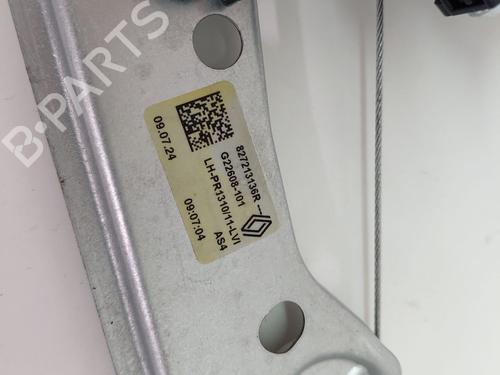 B-PARTS
827213136R --
G22608-101
LH-PR1310/11-LVI
AS4
09.07.24
09:07:04